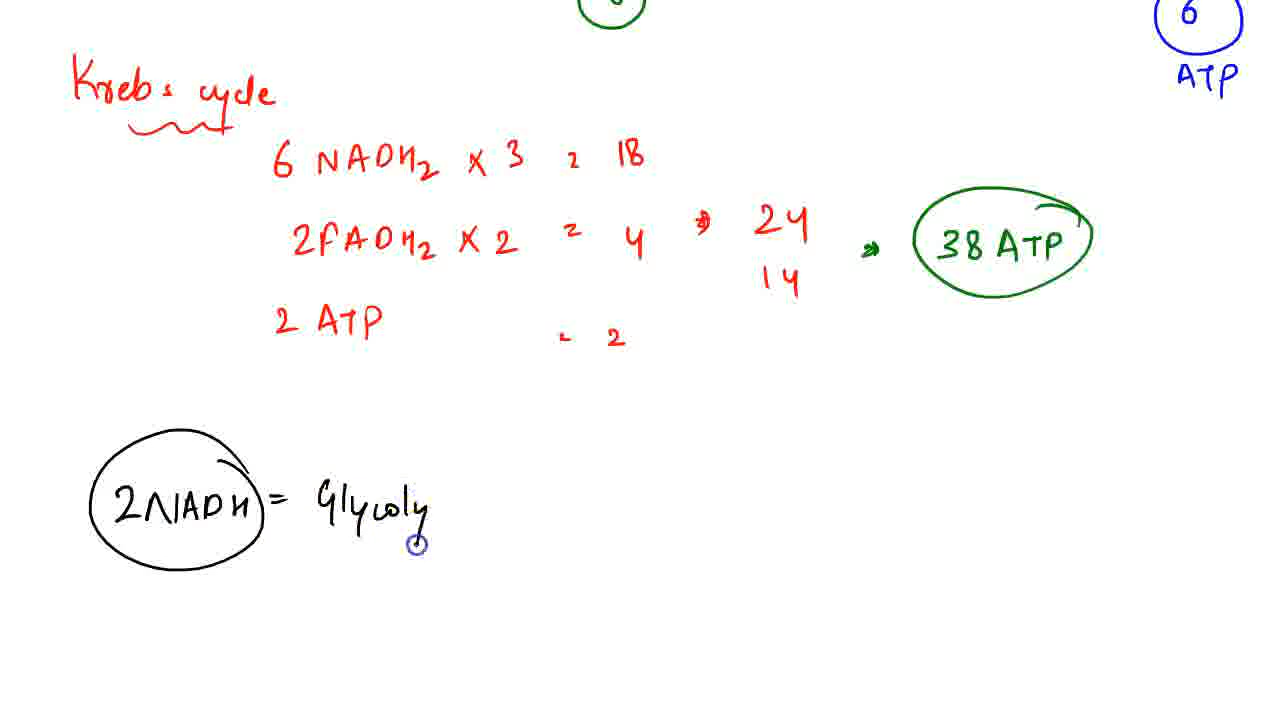 6
ATP
Krebs cycle
6 NADH2 x 3 = 18
2FADH2 x 2 = 4 ⇒ 24
14 ⇒ 38 ATP
2 ATP = 2
2NADH = Glycoly